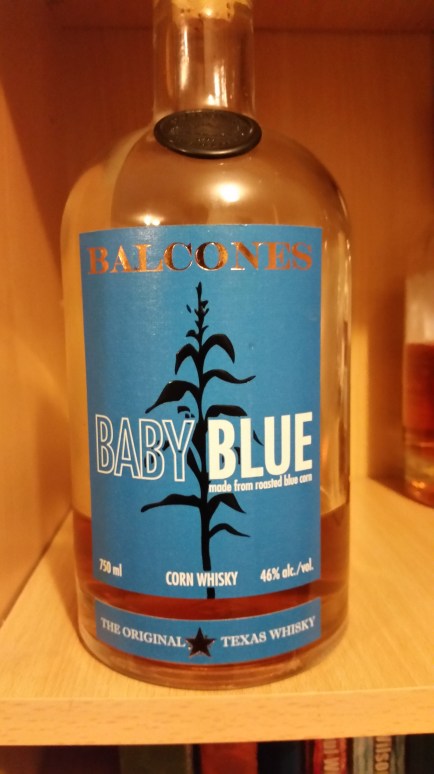 BALCONES
BABY BLUE
made from roasted blue corn
750 ml CORN WHISKY 46% alc./vol.
THE ORIGINAL TEXAS WHISKY